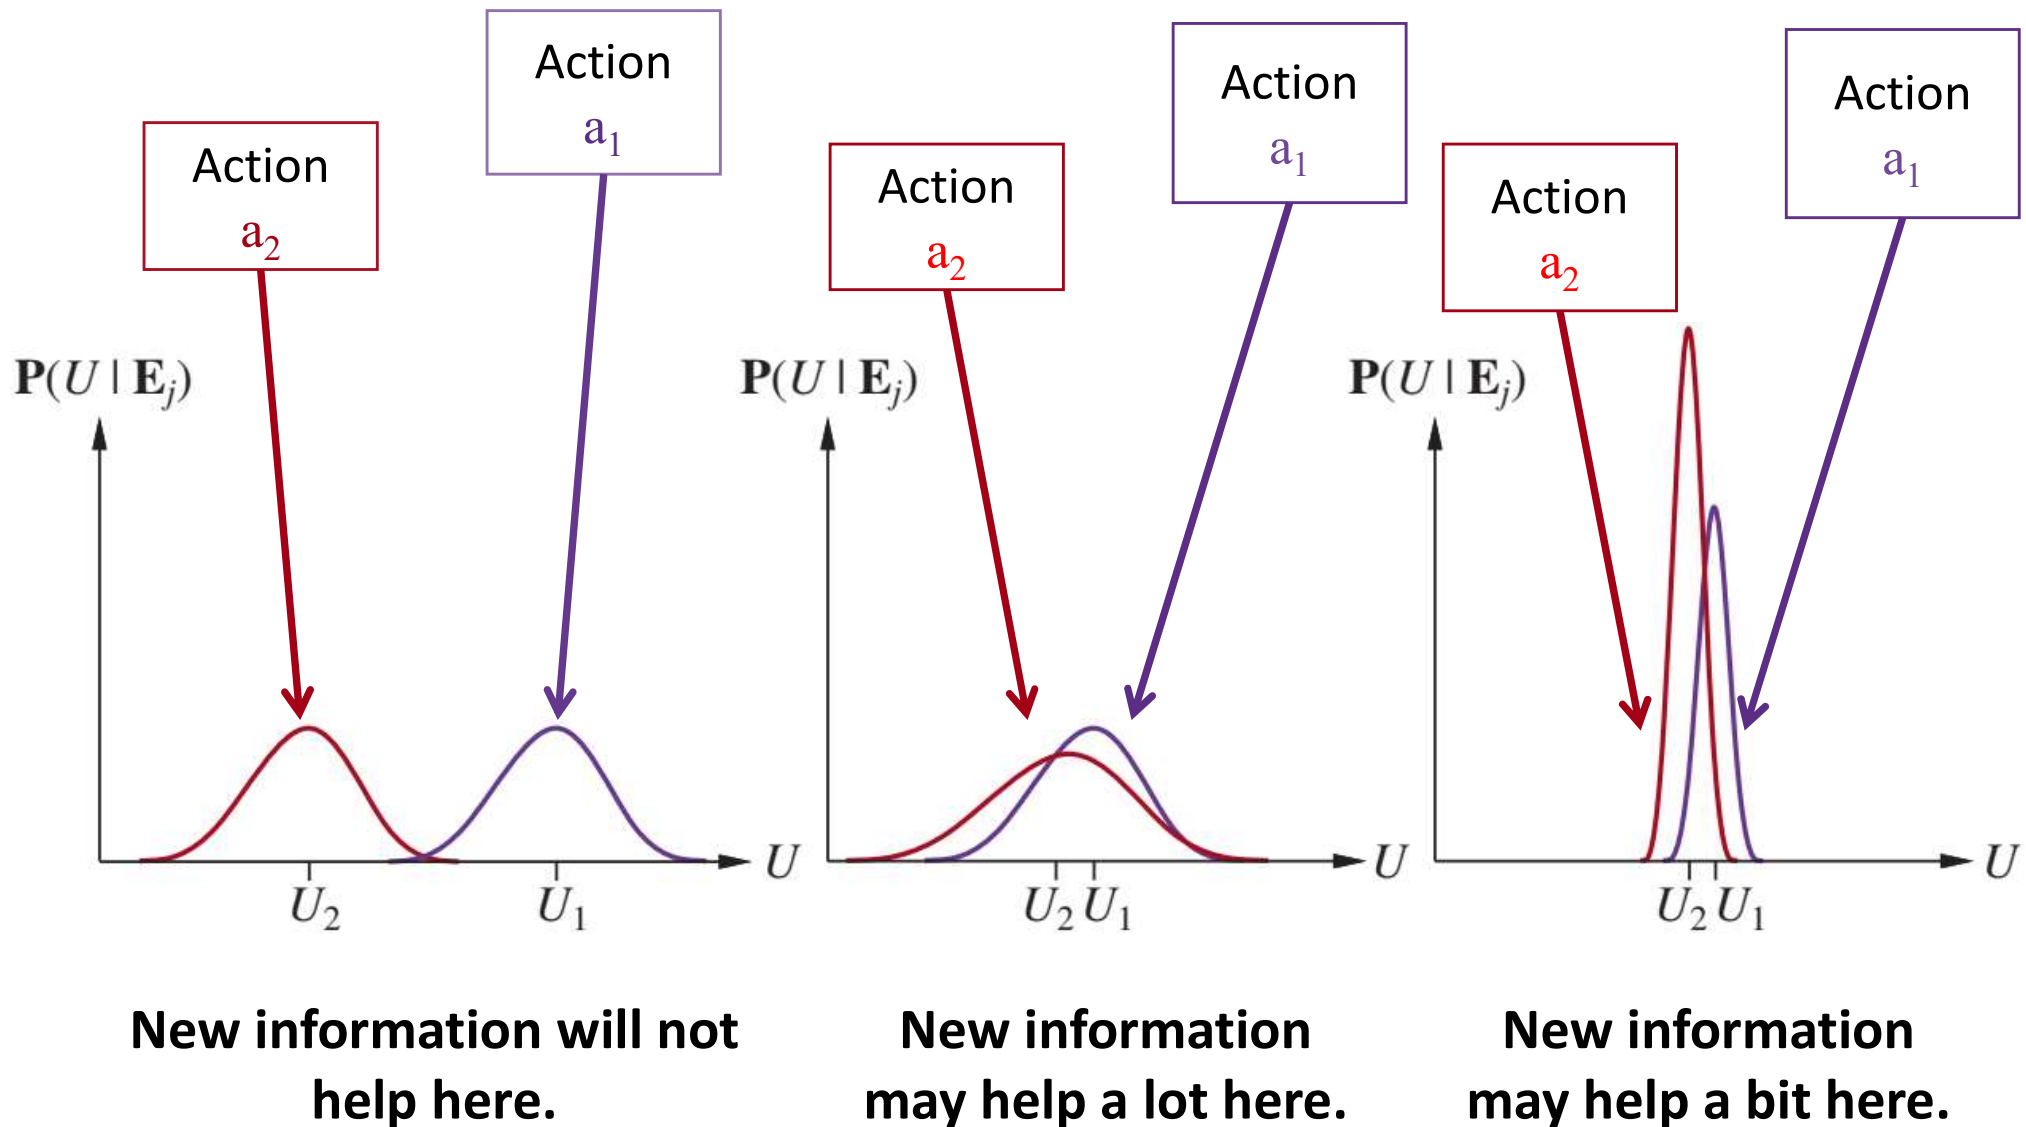 Action
a₂
Action
a₁
P(U | Eⱼ)
U
U₂
U₁
New information will not
help here.
Action
a₂
Action
a₁
P(U | Eⱼ)
U
U₂ U₁
New information
may help a lot here.
Action
a₂
Action
a₁
P(U | Eⱼ)
U
U₂ U₁
New information
may help a bit here.